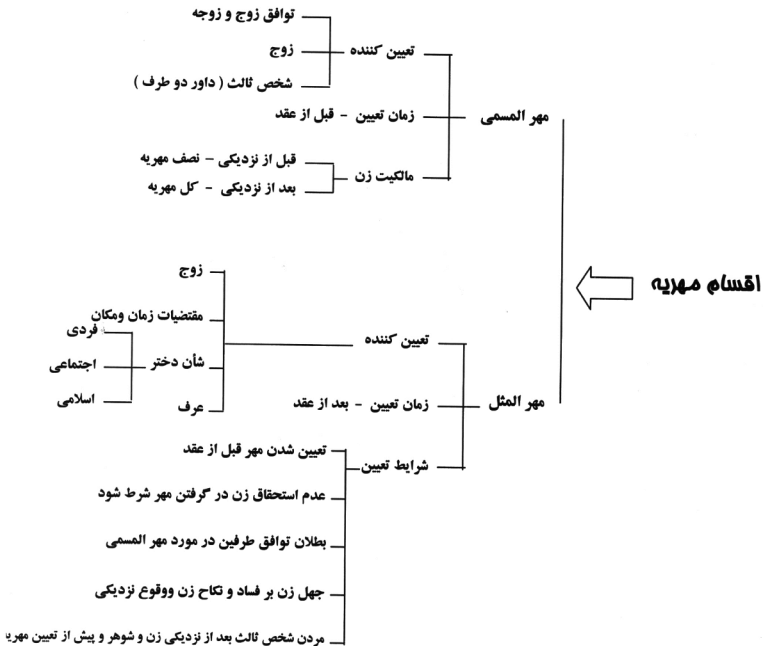 اقسام مهریه
مهر المسمی
تعیین کننده
توافق زوج و زوجه
زوج
شخص ثالث ( داور دو طرف )
زمان تعیین - قبل از عقد
مالکیت زن
قبل از نزدیکی - نصف مهریه
بعد از نزدیکی - کل مهریه
مهر المثل
تعیین کننده
زوج
مقتضیات زمان ومکان
شأن دختر
فردی
اجتماعی
اسلامی
عرف
زمان تعیین - بعد از عقد
شرایط تعیین
تعیین شدن مهر قبل از عقد
عدم استحقاق زن در گرفتن مهر شرط شود
بطلان توافق طرفین در مورد مهر المسمی
جهل زن بر فساد و نکاح زن ووقوع نزدیکی
مردن شخص ثالث بعد از نزدیکی زن و شوهر و پیش از تعیین مهریه